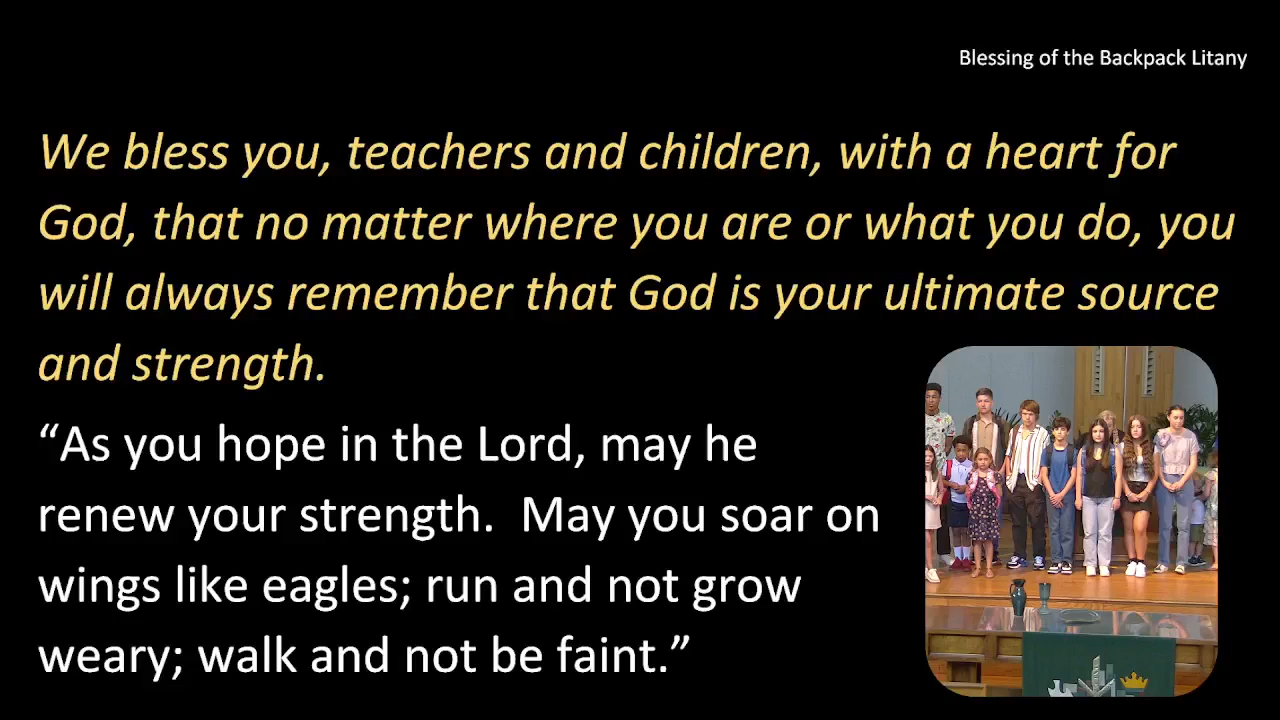 Blessing of the Backpack Litany
We bless you, teachers and children, with a heart for
God, that no matter where you are or what you do, you
will always remember that God is your ultimate source
and strength.
“As you hope in the Lord, may he
renew your strength.  May you soar on
wings like eagles; run and not grow
weary; walk and not be faint.”